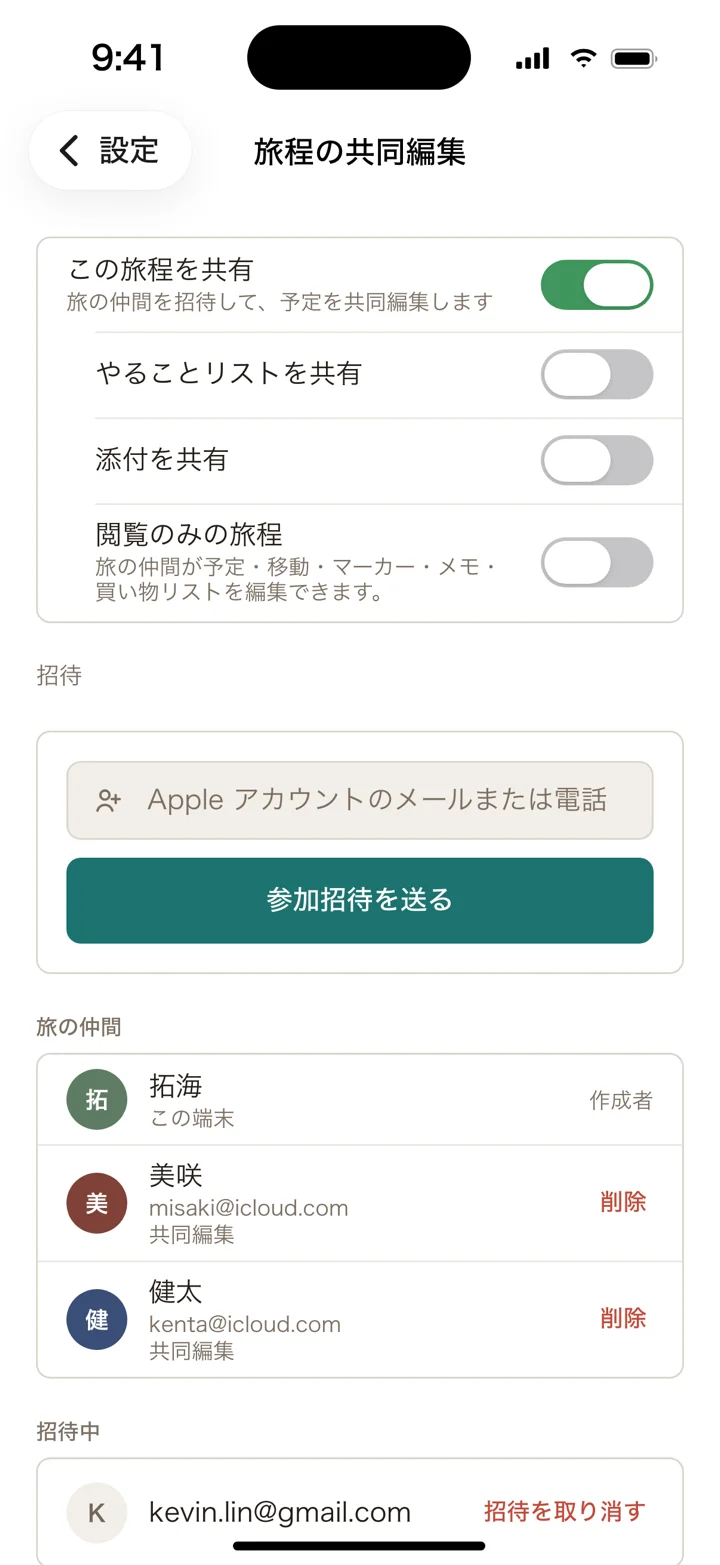 9:41
設定
旅程の共同編集
この旅程を共有
旅の仲間を招待して、予定を共同編集します
やることリストを共有
添付を共有
閲覧のみの旅程
旅の仲間が予定・移動・マーカー・メモ・
買い物リストを編集できます。
招待
Apple アカウントのメールまたは電話
参加招待を送る
旅の仲間
拓
拓海
この端末
作成者
美
美咲
misaki@icloud.com
共同編集
削除
健
健太
kenta@icloud.com
共同編集
削除
招待中
K
kevin.lin@gmail.com
招待を取り消す